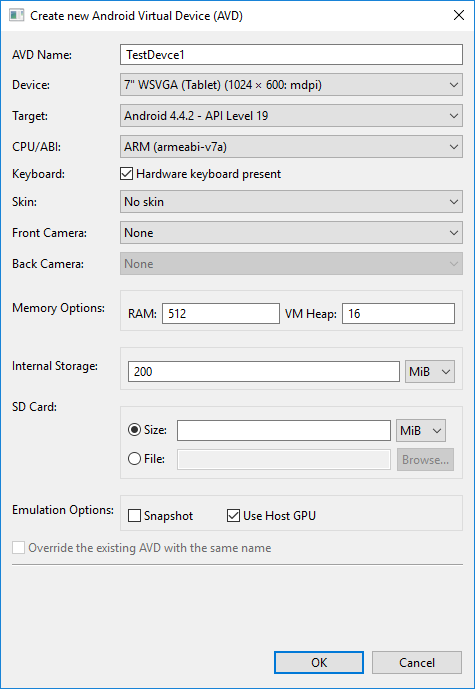 Create new Android Virtual Device (AVD)
AVD Name: TestDevce1
Device: 7" WSVGA (Tablet) (1024 × 600: mdpi)
Target: Android 4.4.2 - API Level 19
CPU/ABI: ARM (armeabi-v7a)
Keyboard: Hardware keyboard present
Skin: No skin
Front Camera: None
Back Camera: None
Memory Options: RAM: 512 VM Heap: 16
Internal Storage: 200 MiB
SD Card:
Size: MiB
File: Browse...
Emulation Options: Snapshot Use Host GPU
Override the existing AVD with the same name
OK Cancel